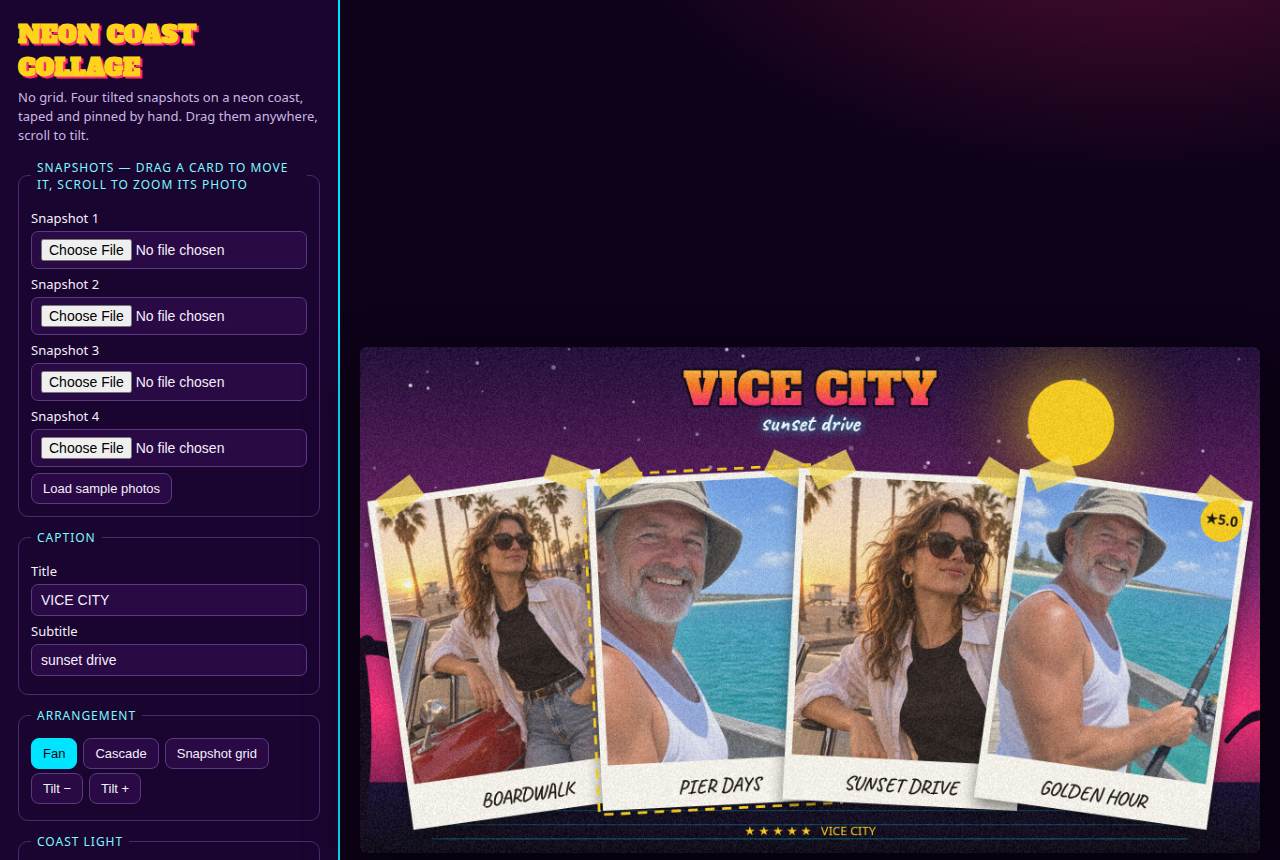 NEON COAST
COLLAGE
No grid. Four tilted snapshots on a neon coast,
taped and pinned by hand. Drag them anywhere,
scroll to tilt.
SNAPSHOTS — DRAG A CARD TO MOVE
IT, SCROLL TO ZOOM ITS PHOTO
Snapshot 1
Choose File No file chosen
Snapshot 2
Choose File No file chosen
Snapshot 3
Choose File No file chosen
Snapshot 4
Choose File No file chosen
Load sample photos
CAPTION
Title
VICE CITY
Subtitle
sunset drive
ARRANGEMENT
Fan Cascade Snapshot grid
Tilt − Tilt +
COAST LIGHT
VICE CITY
sunset drive
★5.0
BOARDWALK
PIER DAYS
SUNSET DRIVE
GOLDEN HOUR
★ ★ ★ ★ ★ VICE CITY